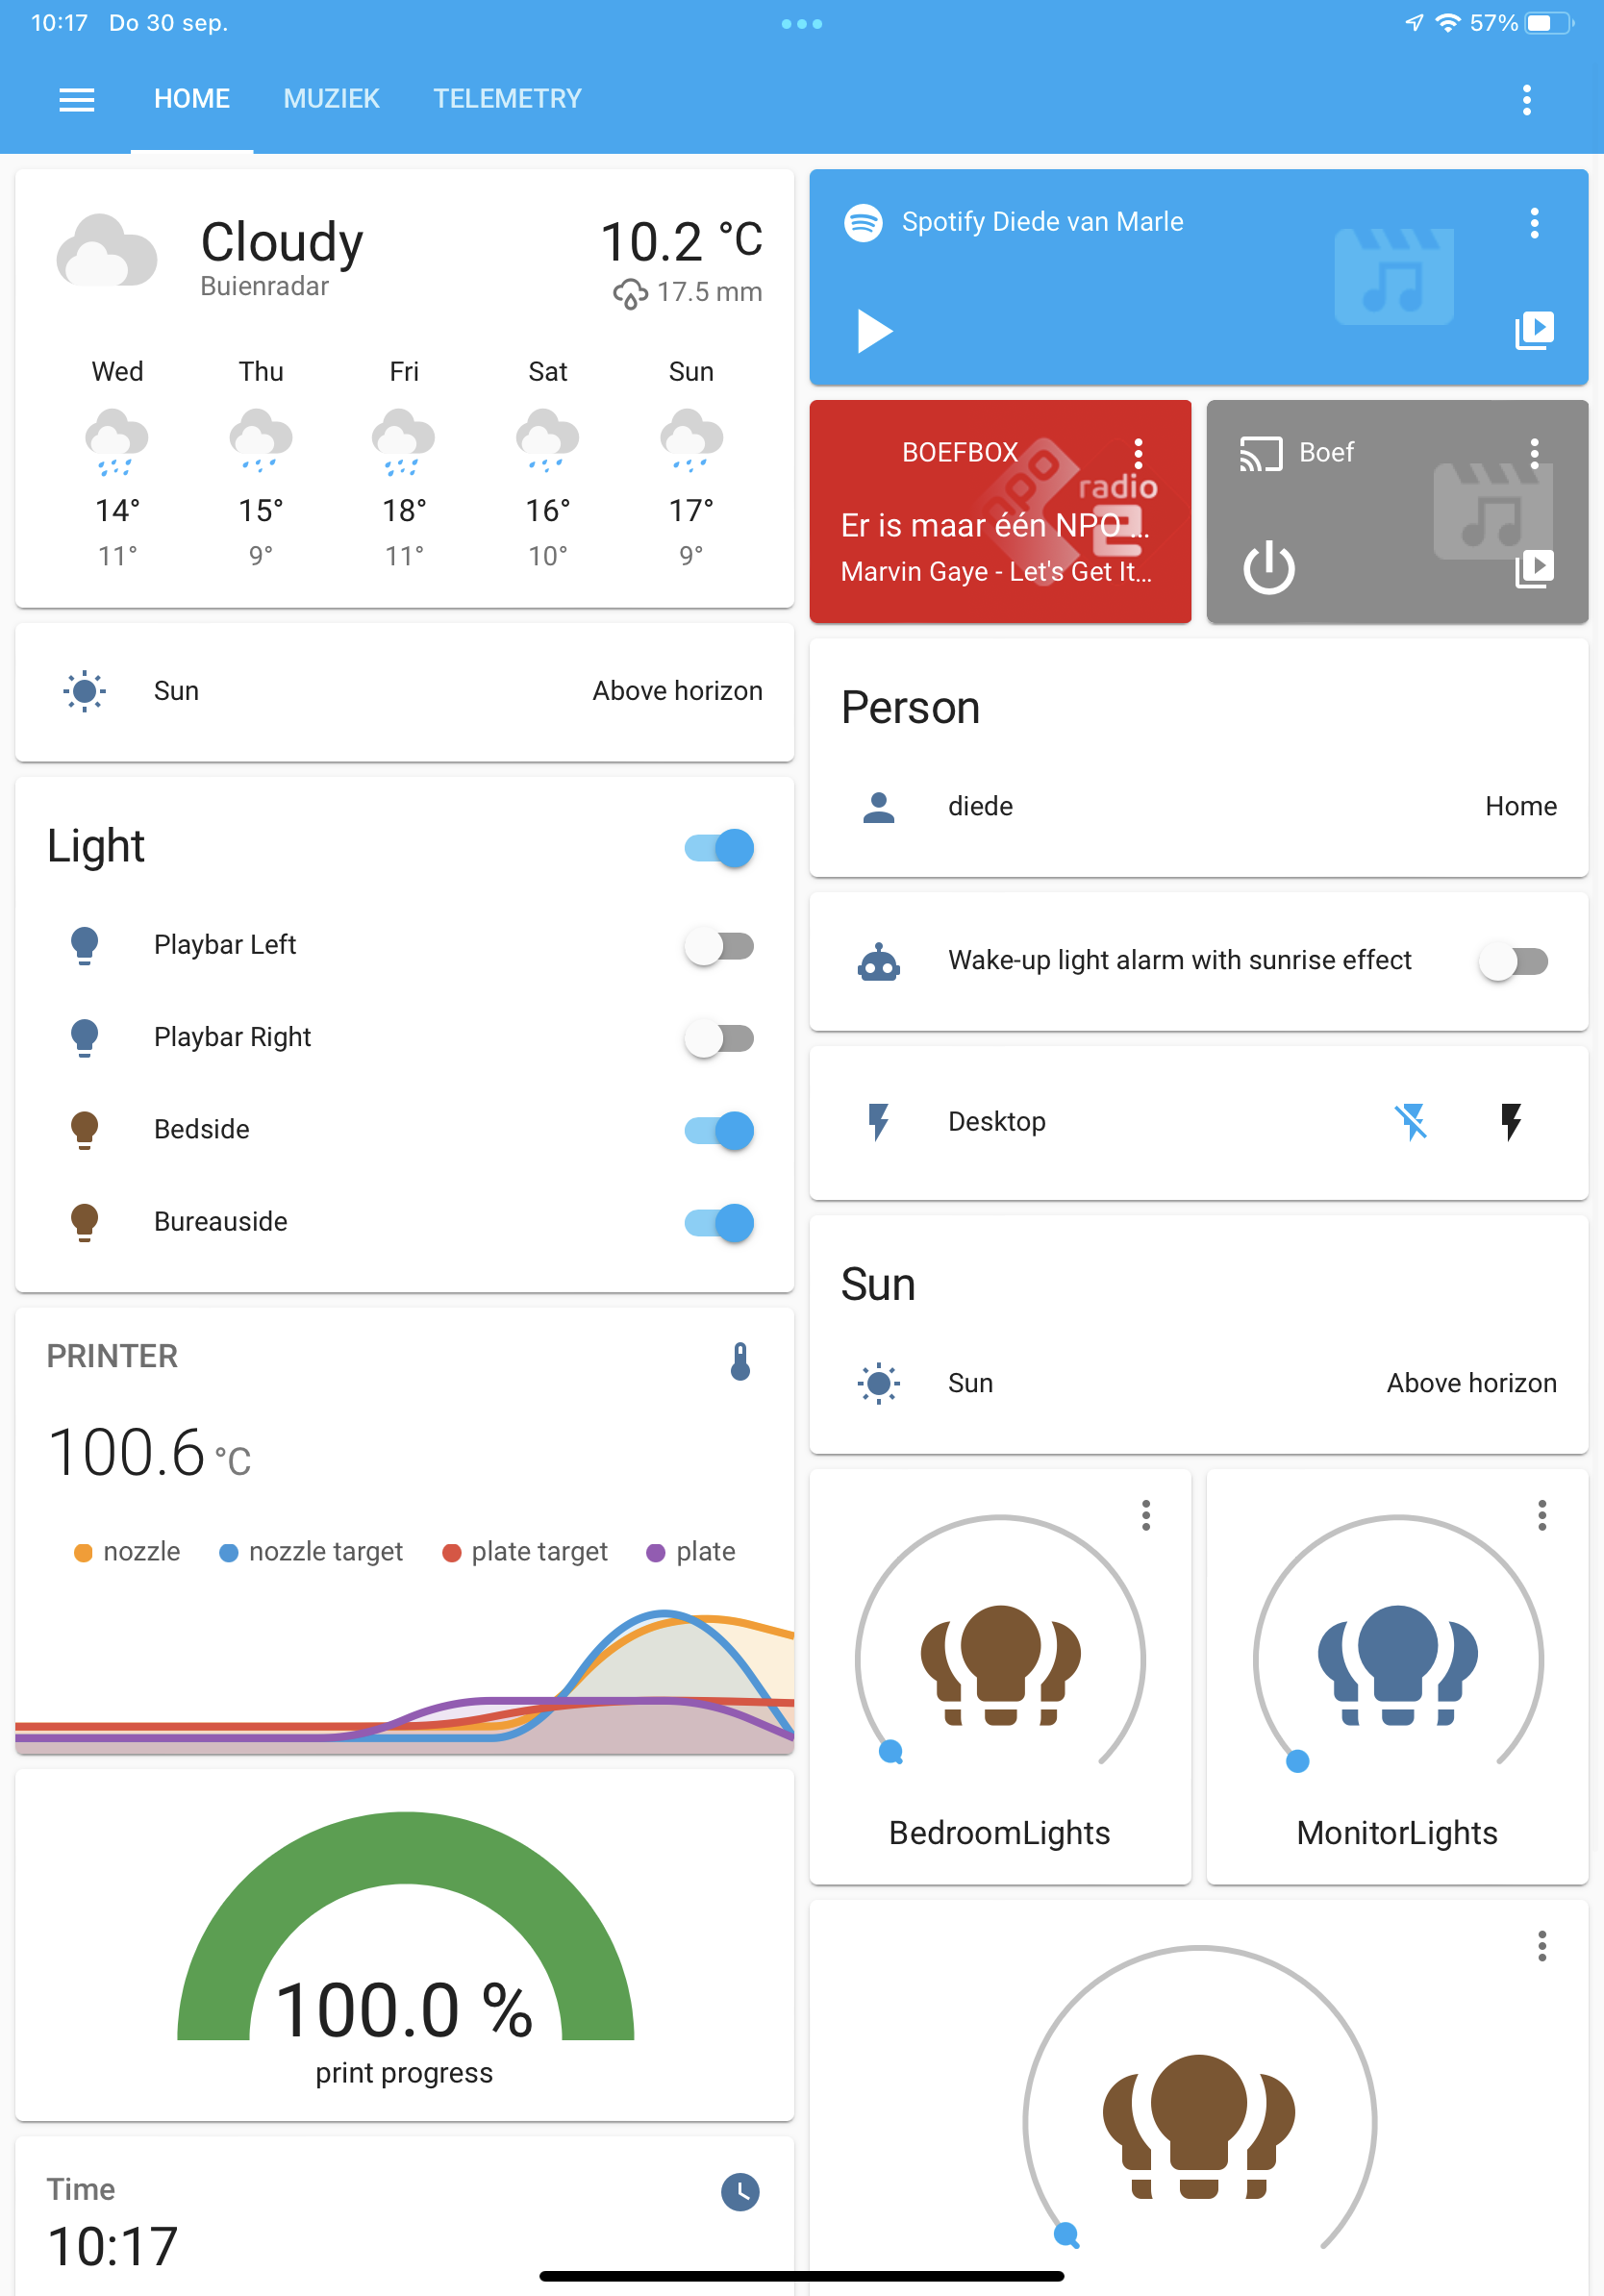 10:17 Do 30 sep.
57%
HOME MUZIEK TELEMETRY
Cloudy
10.2 °C
Buienradar
17.5 mm
Wed Thu Fri Sat Sun
14° 15° 18° 16° 17°
11° 9° 11° 10° 9°
Sun Above horizon
Light
Playbar Left
Playbar Right
Bedside
Bureauside
PRINTER
100.6 °C
nozzle nozzle target plate target plate
100.0 %
print progress
Time
10:17
Spotify Diede van Marle
BOEFBOX
npo
radio
2
Er is maar één NPO ...
Marvin Gaye - Let's Get It...
Boef
Person
diede Home
Wake-up light alarm with sunrise effect
Desktop
Sun
Sun Above horizon
BedroomLights
MonitorLights